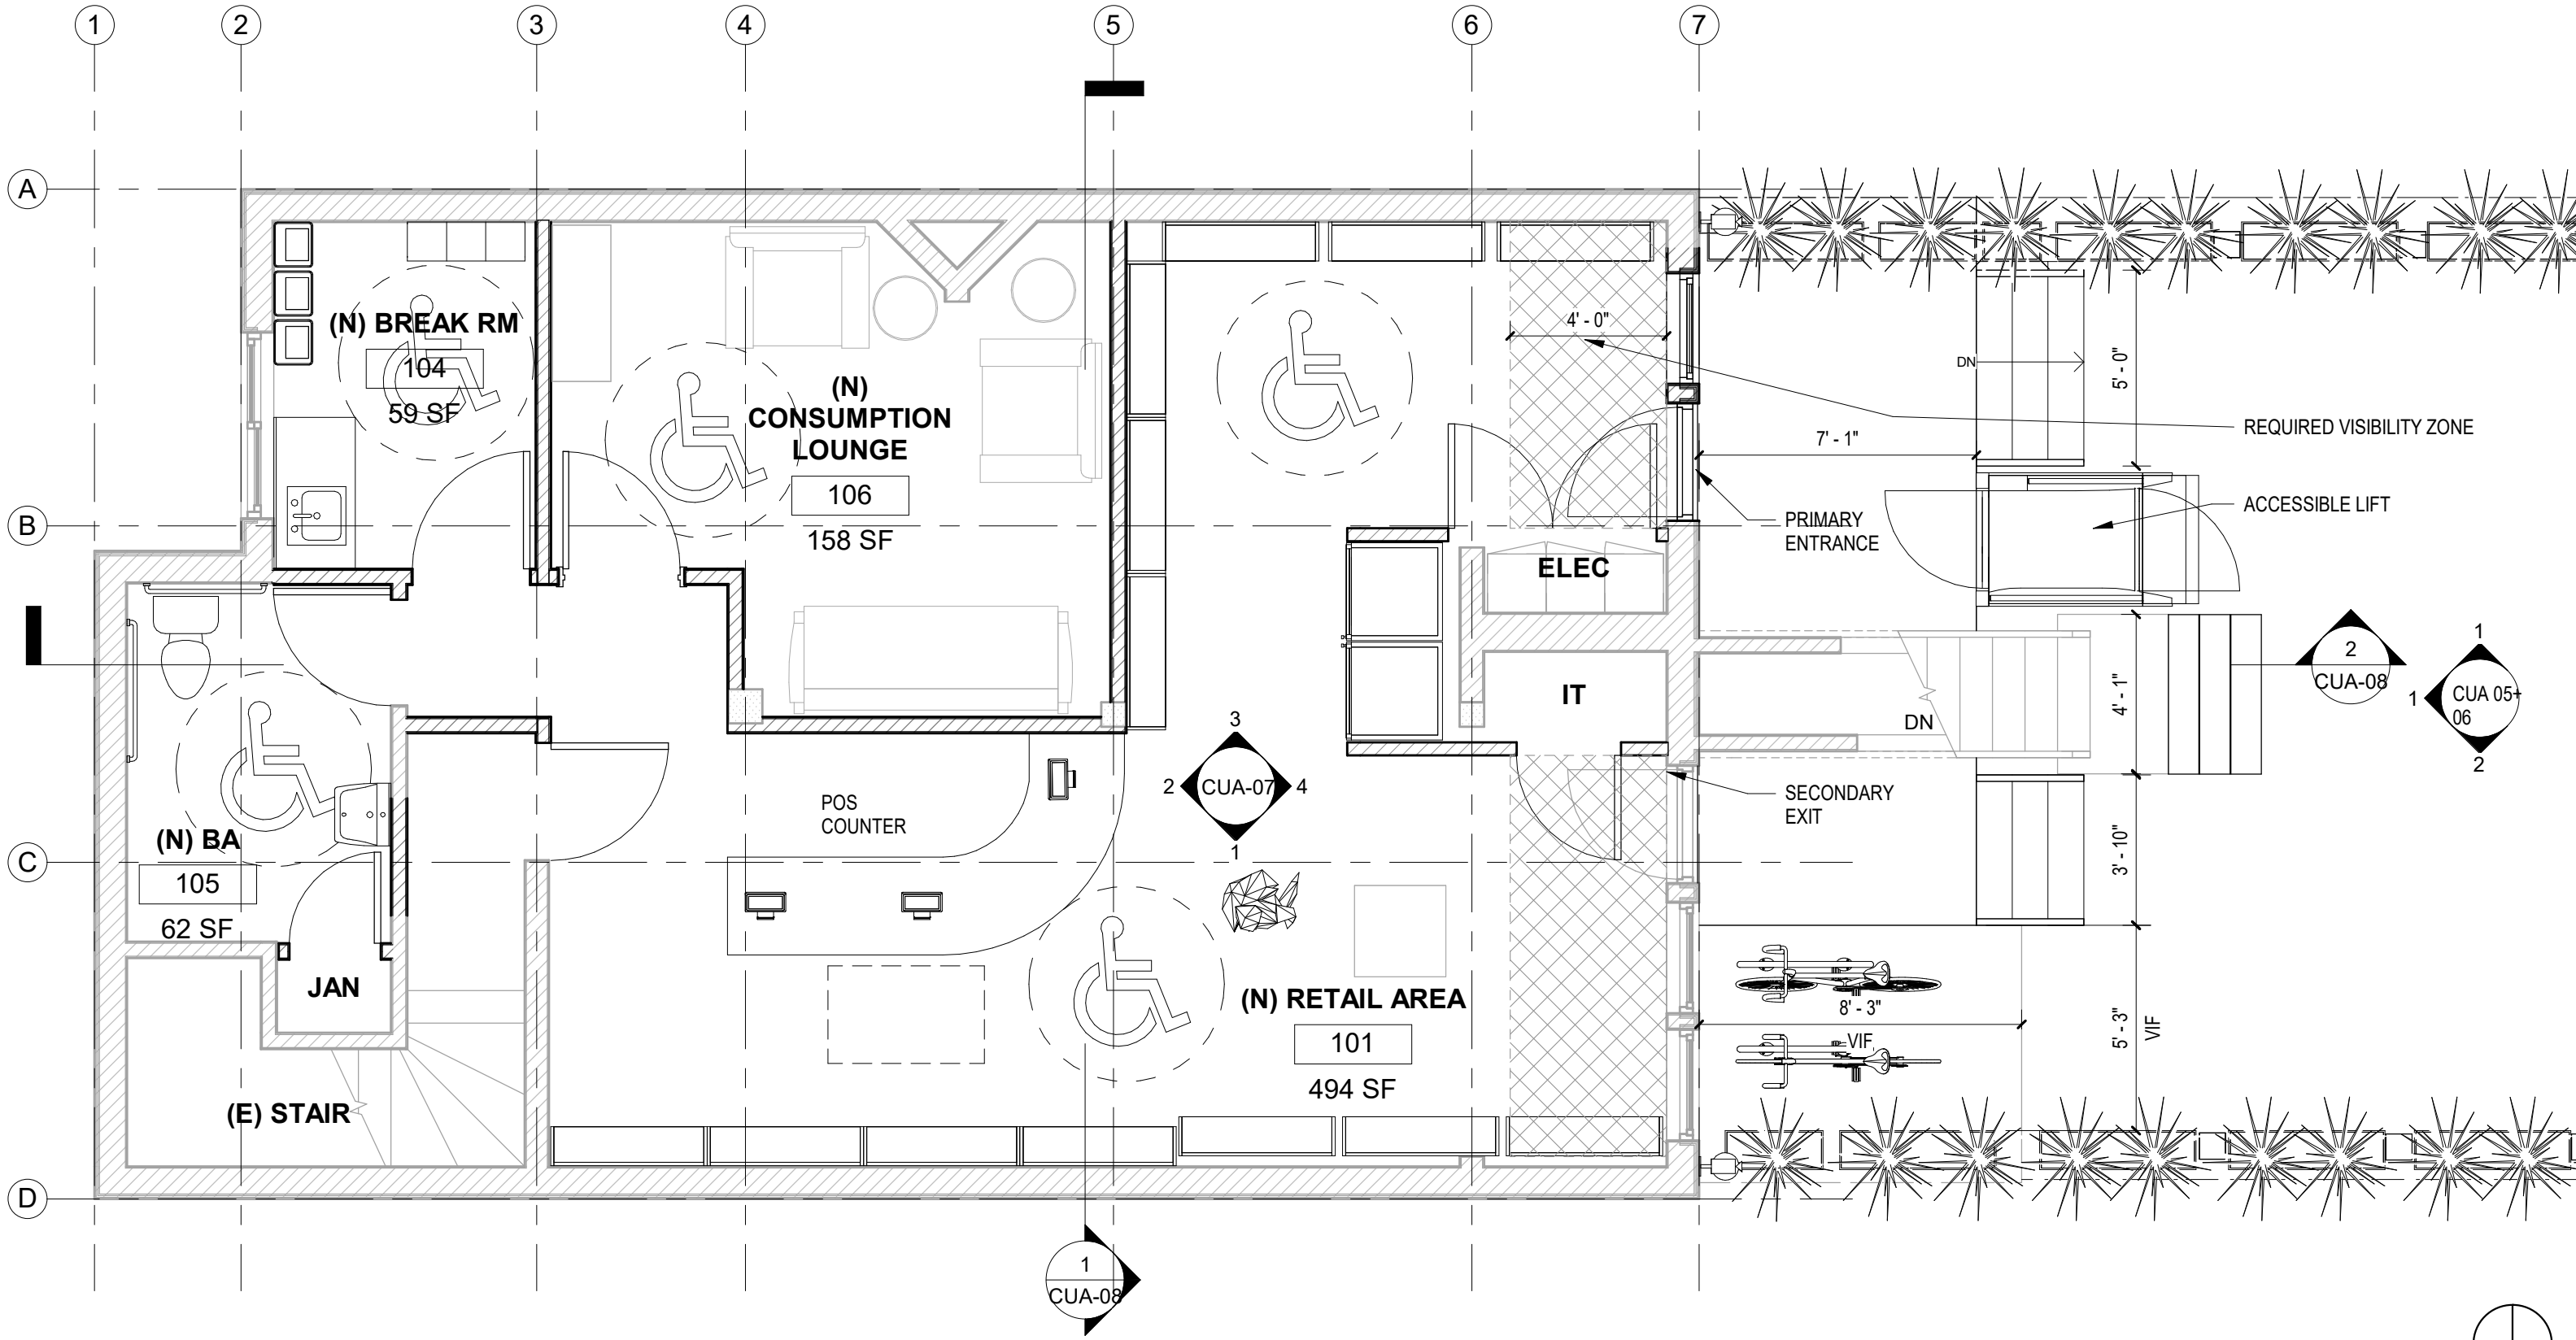 1
2
3
4
5
6
7
A
B
C
D
(N) BREAK RM
104
59 SF
(N)
CONSUMPTION
LOUNGE
106
158 SF
4' - 0"
DN
5' - 0"
REQUIRED VISIBILITY ZONE
7' - 1"
ACCESSIBLE LIFT
PRIMARY
ENTRANCE
ELEC
IT
DN
4' - 1"
2
CUA-08
1
1
CUA 05+
06
2
3
2
CUA-07
4
1
POS
COUNTER
SECONDARY
EXIT
3' - 10"
(N) BA
105
62 SF
JAN
(E) STAIR
(N) RETAIL AREA
101
494 SF
8' - 3"
VIF
5' - 3"
VIF
1
CUA-08